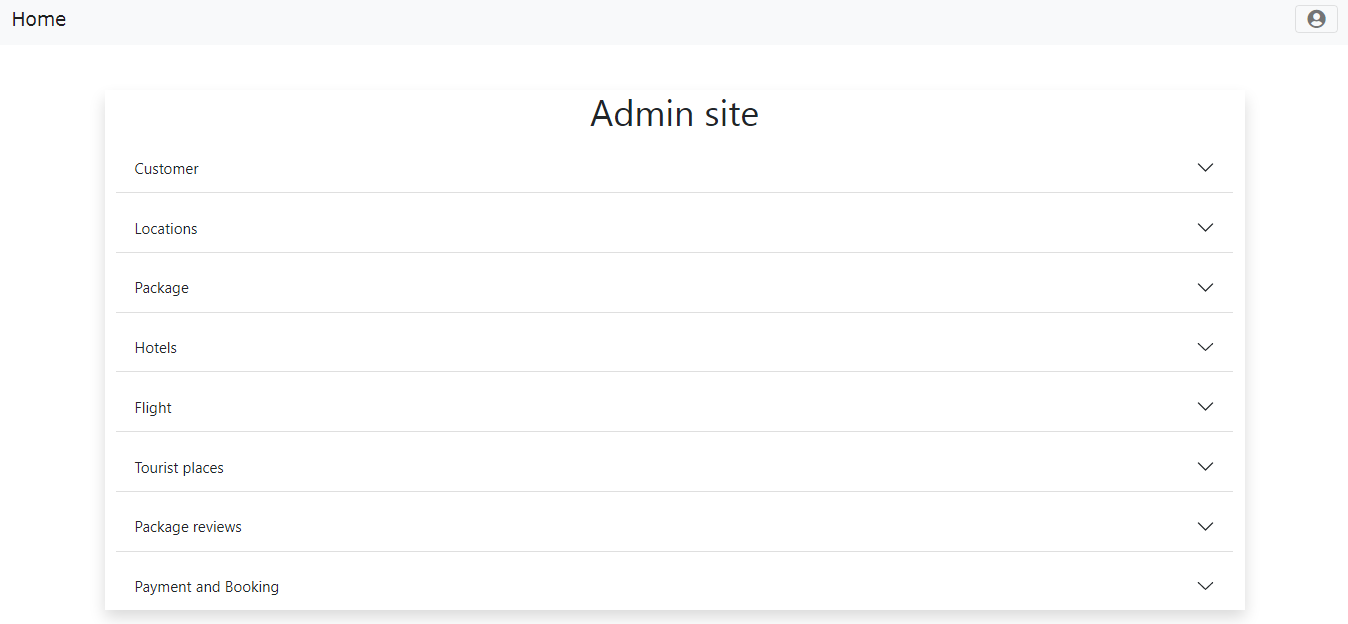 Home
Admin site
Customer
Locations
Package
Hotels
Flight
Tourist places
Package reviews
Payment and Booking